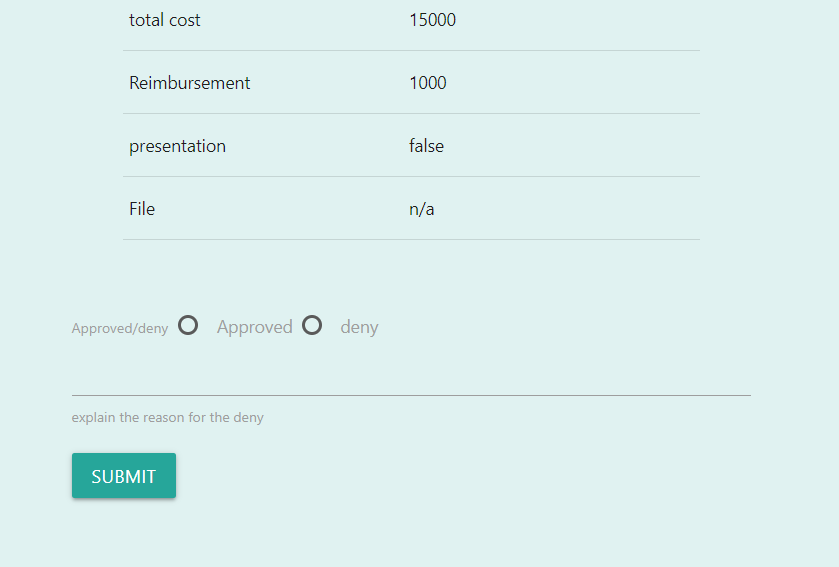 total cost 15000
Reimbursement 1000
presentation false
File n/a
Approved/deny Approved deny
explain the reason for the deny
SUBMIT